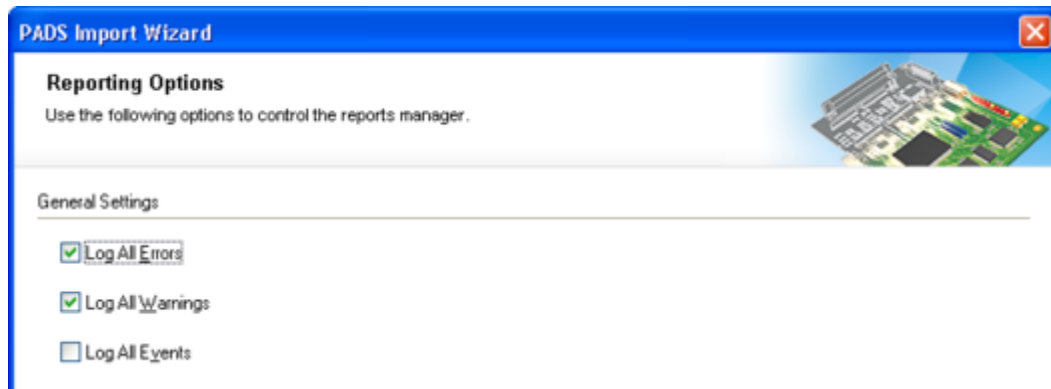 PADS Import Wizard
Reporting Options
Use the following options to control the reports manager.
General Settings
Log All Errors
Log All Warnings
Log All Events